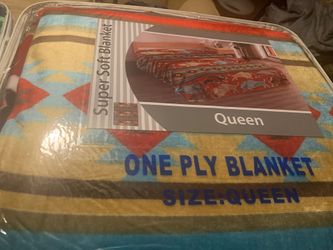 Super Soft Blanket
Queen
ONE PLY BLANKET
SIZE:QUEEN